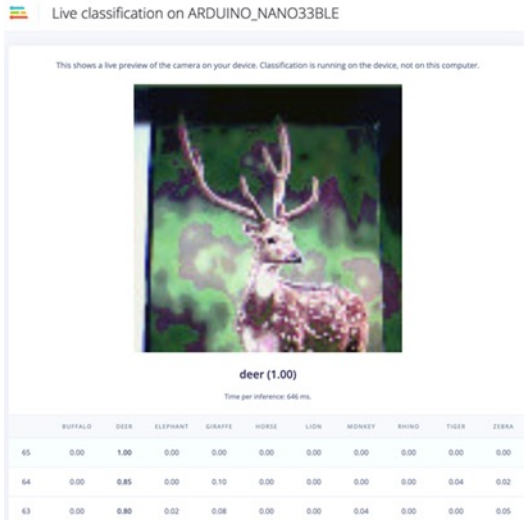 Live classification on ARDUINO_NANO33BLE
This shows a live preview of the camera on your device. Classification is running on the device, not on this computer.
deer (1.00)
Time per inference: 646 ms.
BUFFALO DEER ELEPHANT GIRAFFE HORSE LION MONKEY RHINO TIGER ZEBRA
65 0.00 1.00 0.00 0.00 0.00 0.00 0.00 0.00 0.00 0.00
64 0.00 0.85 0.00 0.10 0.00 0.00 0.00 0.00 0.04 0.02
63 0.00 0.80 0.02 0.08 0.00 0.00 0.04 0.00 0.00 0.05